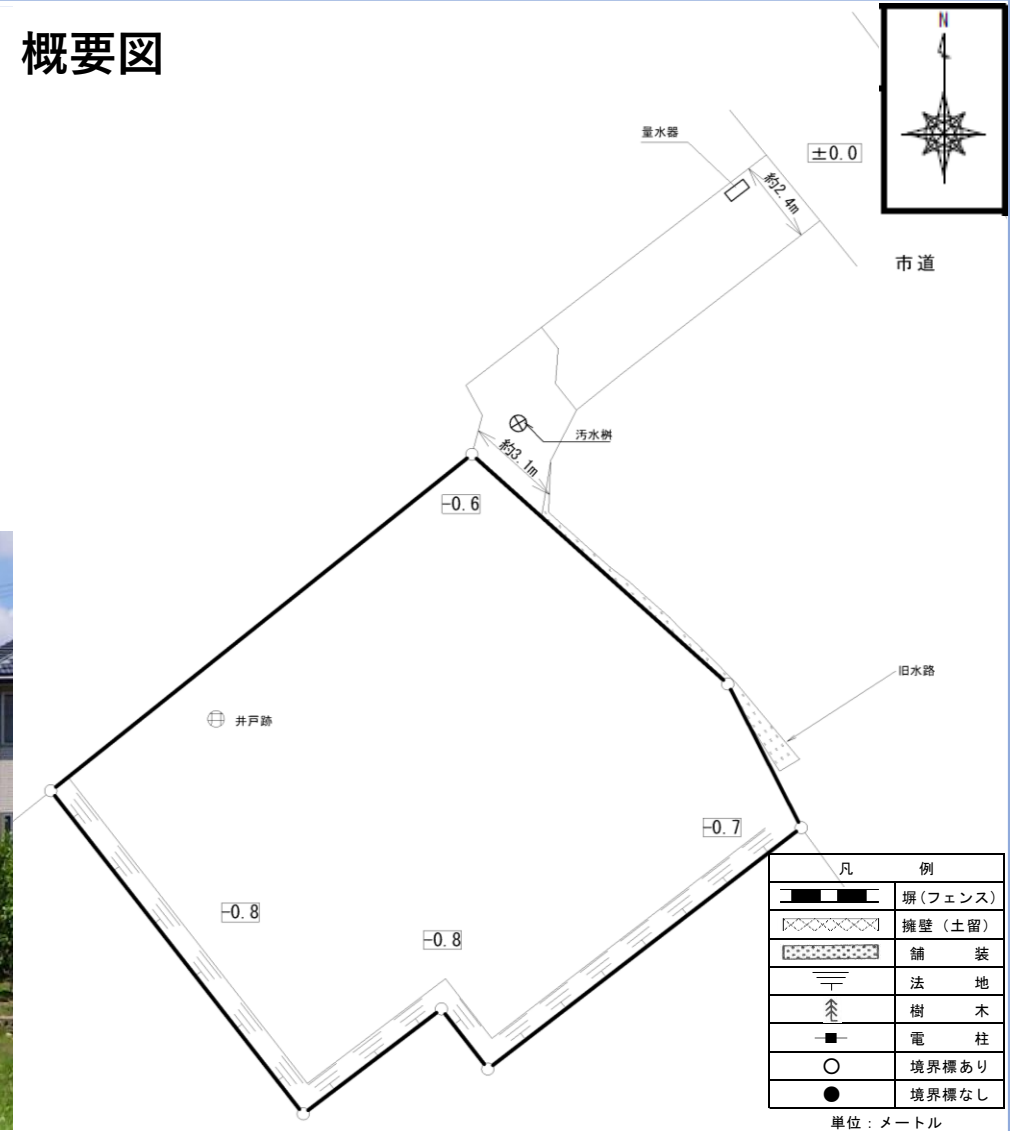 概要図
N
量水器
±0.0
約2.4m
市道
汚水桝
約3.1m
-0.6
旧水路
井戸跡
-0.7
-0.8
-0.8
凡 例
塀(フェンス)
擁壁(土留)
舗 装
法 地
樹 木
電 柱
境界標あり
境界標なし
単位:メートル